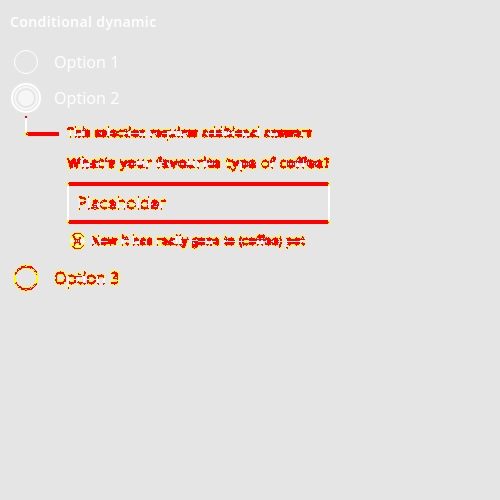 Conditional dynamic
Option 1
Option 2
This selection requires additional answers
What's your favourite type of coffee?
Placeholder
Now it has really gone to (coffee) pot
Option 3